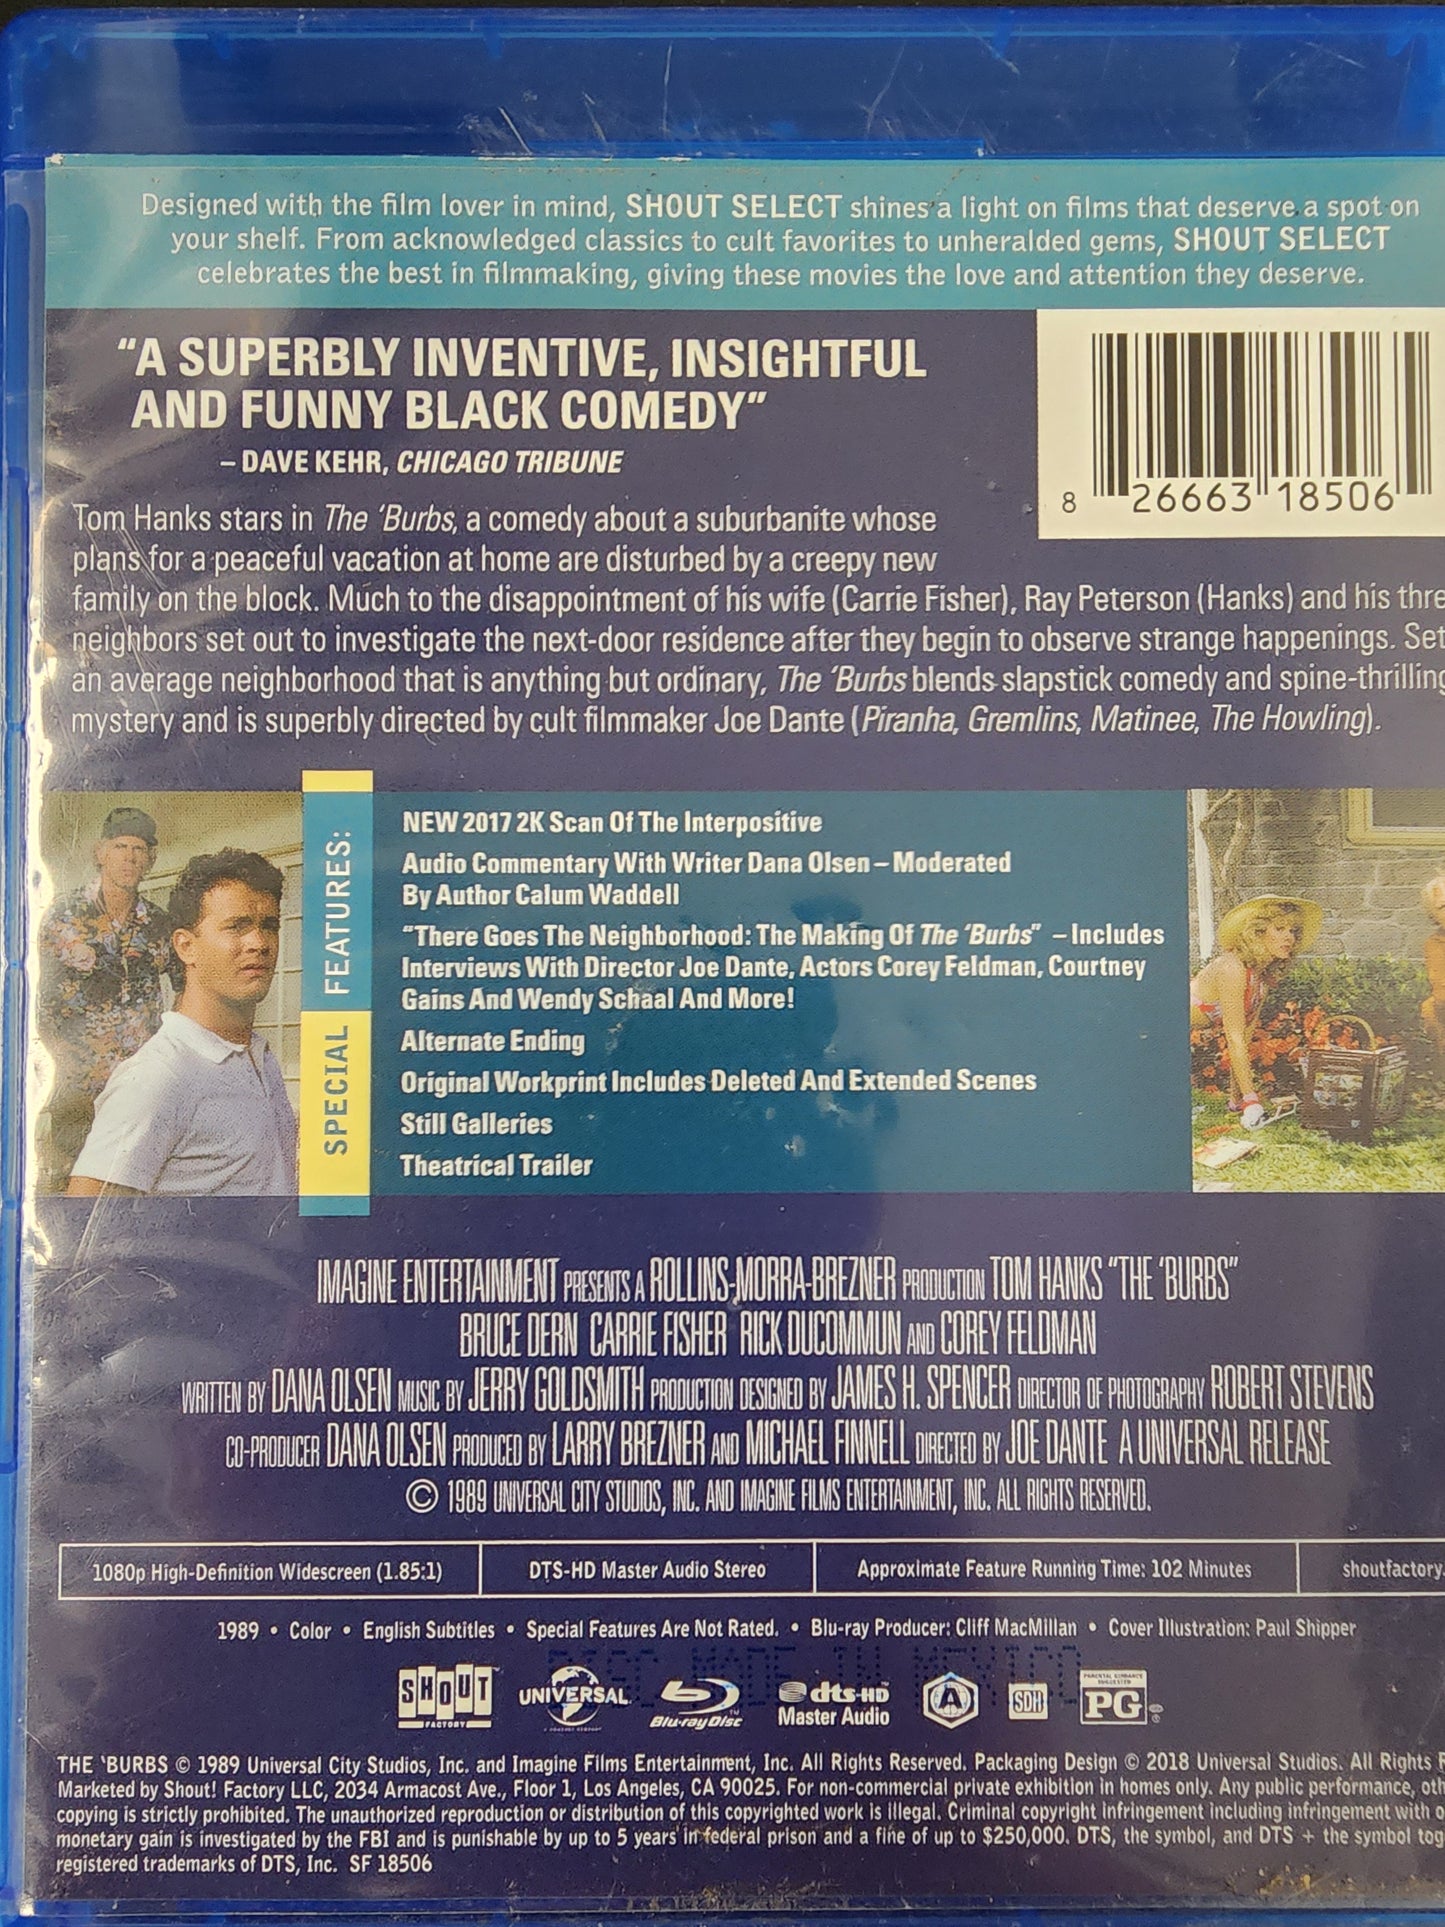 Designed with the film lover in mind, SHOUT SELECT shines a light on films that deserve a spot on
your shelf. From acknowledged classics to cult favorites to unheralded gems, SHOUT SELECT
celebrates the best in filmmaking, giving these movies the love and attention they deserve.
“A SUPERBLY INVENTIVE, INSIGHTFUL
AND FUNNY BLACK COMEDY”
– DAVE KEHR, CHICAGO TRIBUNE
8 26663 18506
Tom Hanks stars in The ‘Burbs, a comedy about a suburbanite whose
plans for a peaceful vacation at home are disturbed by a creepy new
family on the block. Much to the disappointment of his wife (Carrie Fisher), Ray Peterson (Hanks) and his thre
neighbors set out to investigate the next-door residence after they begin to observe strange happenings. Set
an average neighborhood that is anything but ordinary, The ‘Burbs blends slapstick comedy and spine-thrilling
mystery and is superbly directed by cult filmmaker Joe Dante (Piranha, Gremlins, Matinee, The Howling).
SPECIAL FEATURES:
NEW 2017 2K Scan Of The Interpositive
Audio Commentary With Writer Dana Olsen – Moderated
By Author Calum Waddell
“There Goes The Neighborhood: The Making Of The ‘Burbs” – Includes
Interviews With Director Joe Dante, Actors Corey Feldman, Courtney
Gains And Wendy Schaal And More!
Alternate Ending
Original Workprint Includes Deleted And Extended Scenes
Still Galleries
Theatrical Trailer
IMAGINE ENTERTAINMENT PRESENTS A ROLLINS-MORRA-BREZNER PRODUCTION TOM HANKS “THE ‘BURBS”
BRUCE DERN CARRIE FISHER RICK DUCOMMUN AND COREY FELDMAN
WRITTEN BY DANA OLSEN MUSIC BY JERRY GOLDSMITH PRODUCTION DESIGNED BY JAMES H. SPENCER DIRECTOR OF PHOTOGRAPHY ROBERT STEVENS
CO-PRODUCER DANA OLSEN PRODUCED BY LARRY BREZNER AND MICHAEL FINNELL DIRECTED BY JOE DANTE A UNIVERSAL RELEASE
© 1989 UNIVERSAL CITY STUDIOS, INC. AND IMAGINE FILMS ENTERTAINMENT, INC. ALL RIGHTS RESERVED.
1080p High-Definition Widescreen (1.85:1) DTS-HD Master Audio Stereo Approximate Feature Running Time: 102 Minutes shoutfactory.
1989 • Color • English Subtitles • Special Features Are Not Rated. • Blu-ray Producer: Cliff MacMillan • Cover Illustration: Paul Shipper
DISC MADE IN MEXICO
SHOUT FACTORY UNIVERSAL Blu-ray Disc dts-HD Master Audio A SDH PARENTAL GUIDANCE SUGGESTED PG
THE ‘BURBS © 1989 Universal City Studios, Inc. and Imagine Films Entertainment, Inc. All Rights Reserved. Packaging Design © 2018 Universal Studios. All Rights R
Marketed by Shout! Factory LLC, 2034 Armacost Ave., Floor 1, Los Angeles, CA 90025. For non-commercial private exhibition in homes only. Any public performance, oth
copying is strictly prohibited. The unauthorized reproduction or distribution of this copyrighted work is illegal. Criminal copyright infringement including infringement with o
monetary gain is investigated by the FBI and is punishable by up to 5 years in federal prison and a fine of up to $250,000. DTS, the symbol, and DTS + the symbol tog
registered trademarks of DTS, Inc. SF 18506